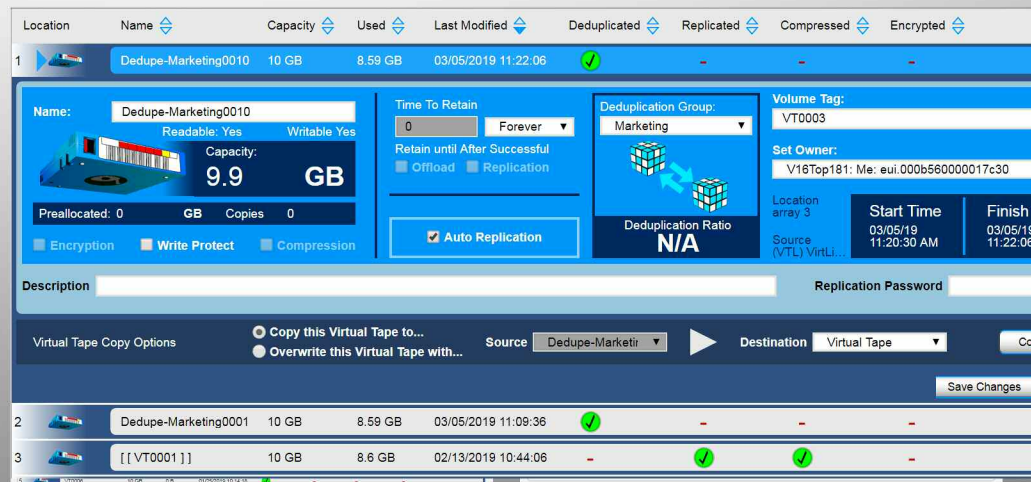 Location Name Capacity Used Last Modified Deduplicated Replicated Compressed Encrypted
1 Dedupe-Marketing0010 10 GB 8.59 GB 03/05/2019 11:22:06 - - -
Name: Dedupe-Marketing0010
Readable: Yes Writable Yes
Capacity:
9.9 GB
Preallocated: 0 GB Copies 0
Encryption Write Protect Compression
Time To Retain
0 Forever
Retain until After Successful
Offload Replication
Auto Replication
Deduplication Group:
Marketing
Deduplication Ratio
N/A
Volume Tag:
VT0003
Set Owner:
V16Top181: Me: eui.000b560000017c30
Location
array 3
Source
(VTL) VirtLi...
Start Time
03/05/19
11:20:30 AM
Finish
03/05/19
11:22:06
Description Replication Password
Virtual Tape Copy Options
Copy this Virtual Tape to...
Overwrite this Virtual Tape with...
Source Dedupe-Marketir Destination Virtual Tape Co
Save Changes
2 Dedupe-Marketing0001 10 GB 8.59 GB 03/05/2019 11:09:36 - - -
3 [ [ VT0001 ] ] 10 GB 8.6 GB 02/13/2019 10:44:06 - -